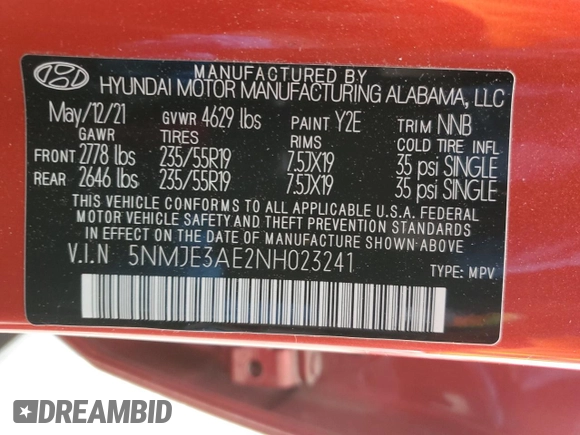 MANUFACTURED BY
HYUNDAI MOTOR MANUFACTURING ALABAMA, LLC
May/12/21 GVWR 4629 lbs PAINT Y2E TRIM NNB
GAWR TIRES RIMS COLD TIRE INFL
FRONT 2778 lbs 235/55R19 7.5JX19 35 psi SINGLE
REAR 2646 lbs 235/55R19 7.5JX19 35 psi SINGLE
THIS VEHICLE CONFORMS TO ALL APPLICABLE U.S.A. FEDERAL
MOTOR VEHICLE SAFETY AND THEFT PREVENTION STANDARDS
IN EFFECT ON THE DATE OF MANUFACTURE SHOWN ABOVE.
V.I.N 5NMJE3AE2NH023241 TYPE: MPV
DREAMBID